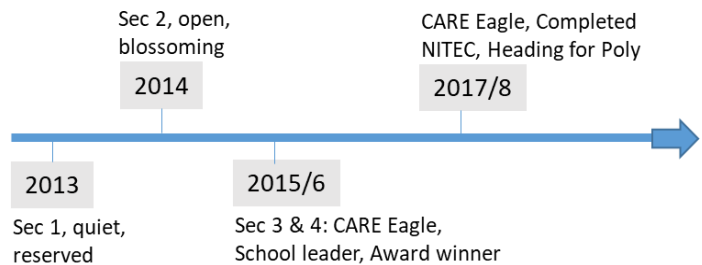 Sec 2, open,
blossoming
2014
CARE Eagle, Completed
NITEC, Heading for Poly
2017/8
2013
Sec 1, quiet,
reserved
2015/6
Sec 3 & 4: CARE Eagle,
School leader, Award winner